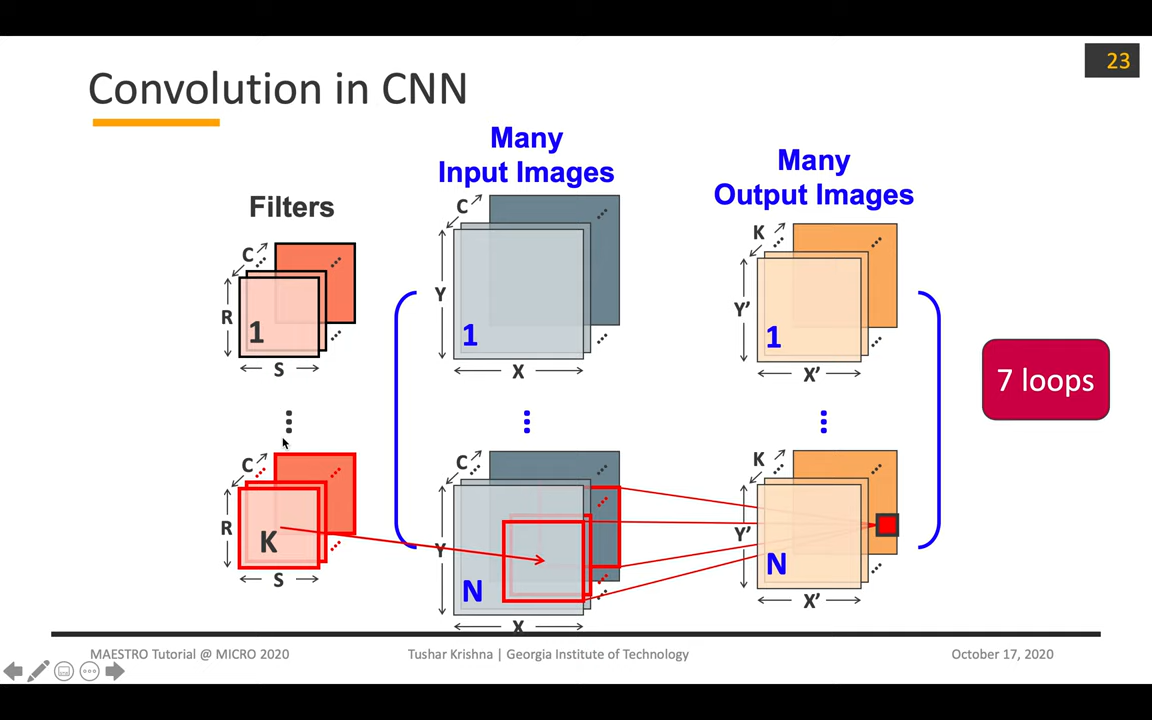 23
Convolution in CNN
Many
Input Images
Many
Output Images
Filters
C
R
1
S
C
Y
1
X
K
Y’
1
X’
7 loops
C
R
K
S
C
Y
N
X
K
Y’
N
X’
MAESTRO Tutorial @ MICRO 2020
Tushar Krishna | Georgia Institute of Technology
October 17, 2020